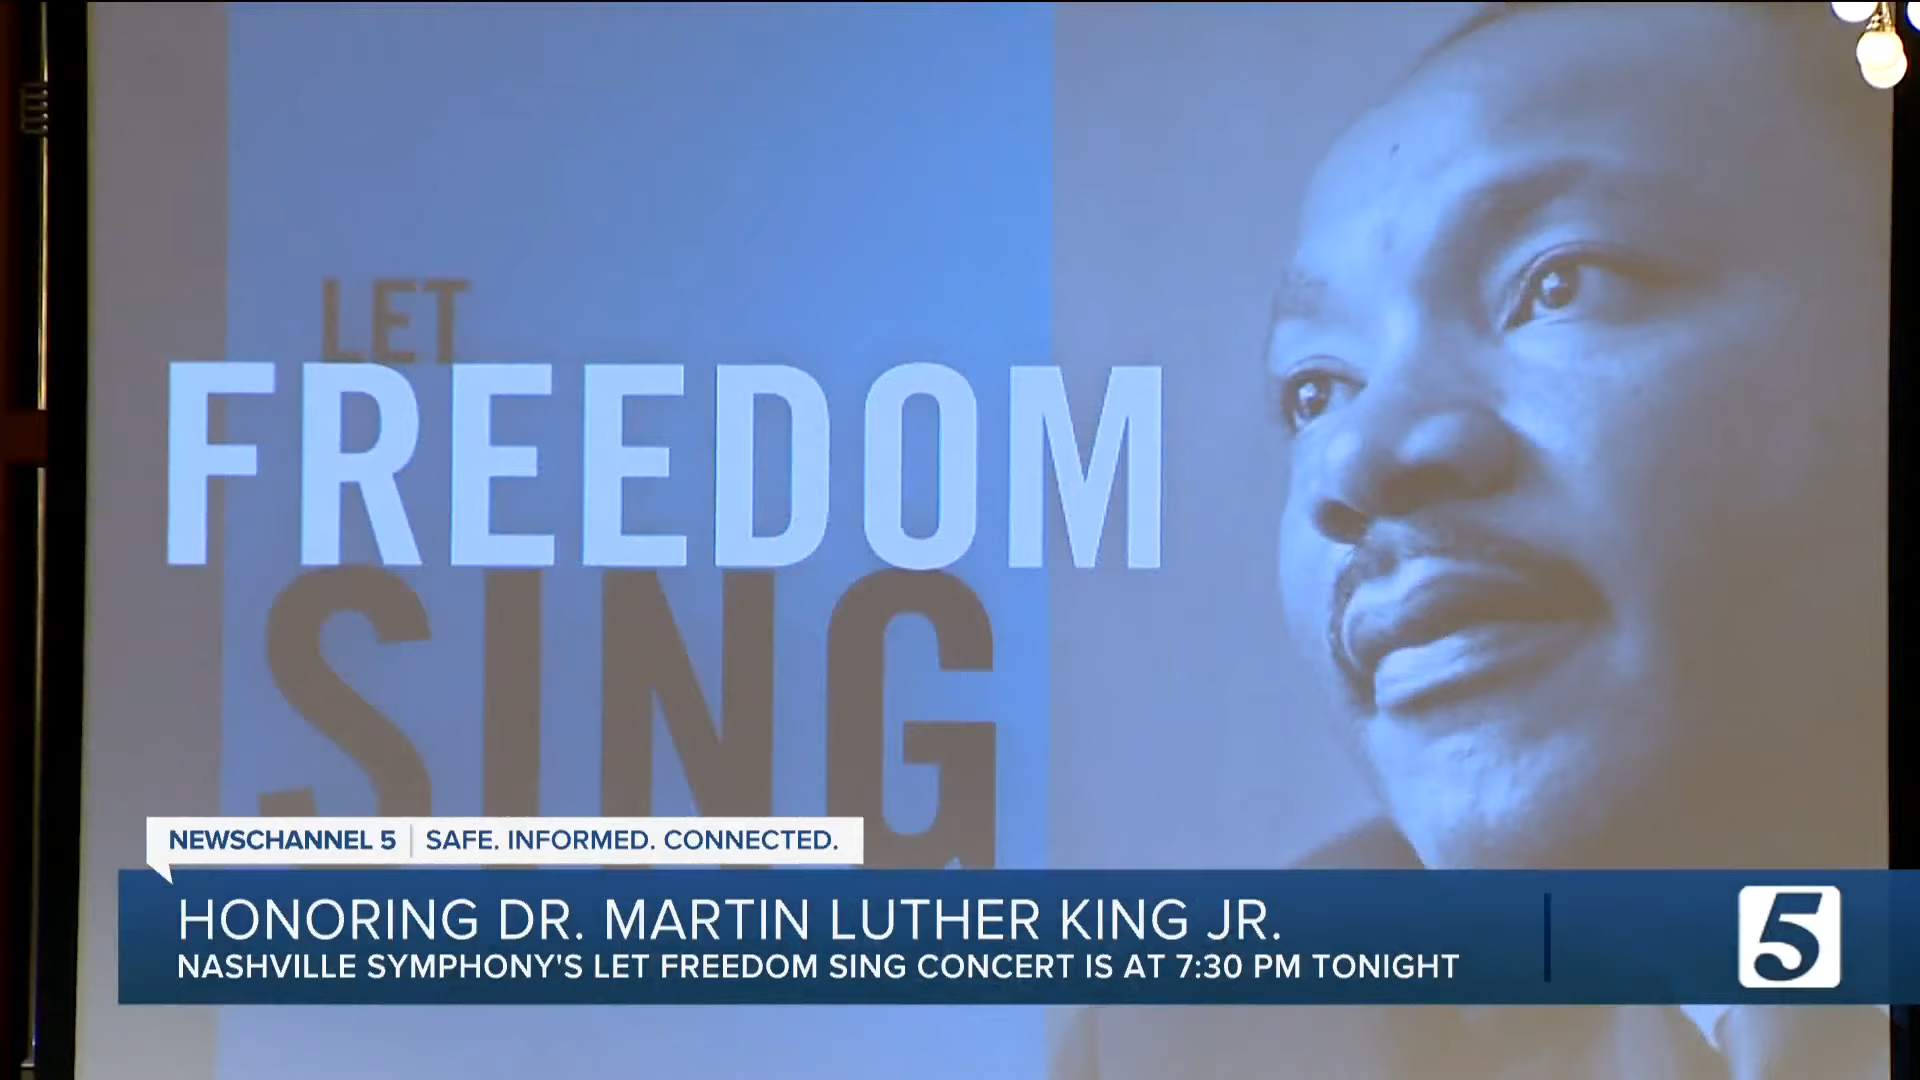 LET
FREEDOM
SING
NEWSCHANNEL 5 | SAFE. INFORMED. CONNECTED.
HONORING DR. MARTIN LUTHER KING JR.
NASHVILLE SYMPHONY'S LET FREEDOM SING CONCERT IS AT 7:30 PM TONIGHT
5